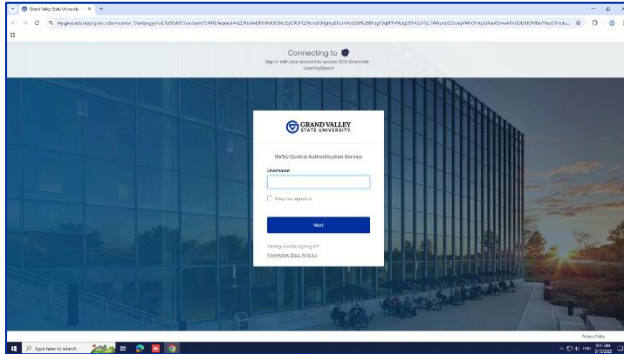 Grand Valley State University
Connecting to
Sign in with your account to access SCB Simcenter -
LearningSpace
GRAND VALLEY
STATE UNIVERSITY.
GVSU Central Authentication Service
Username
Keep me signed in
Next
Having trouble signing in?
Knowledge Base Articles
Privacy Policy
Type here to search